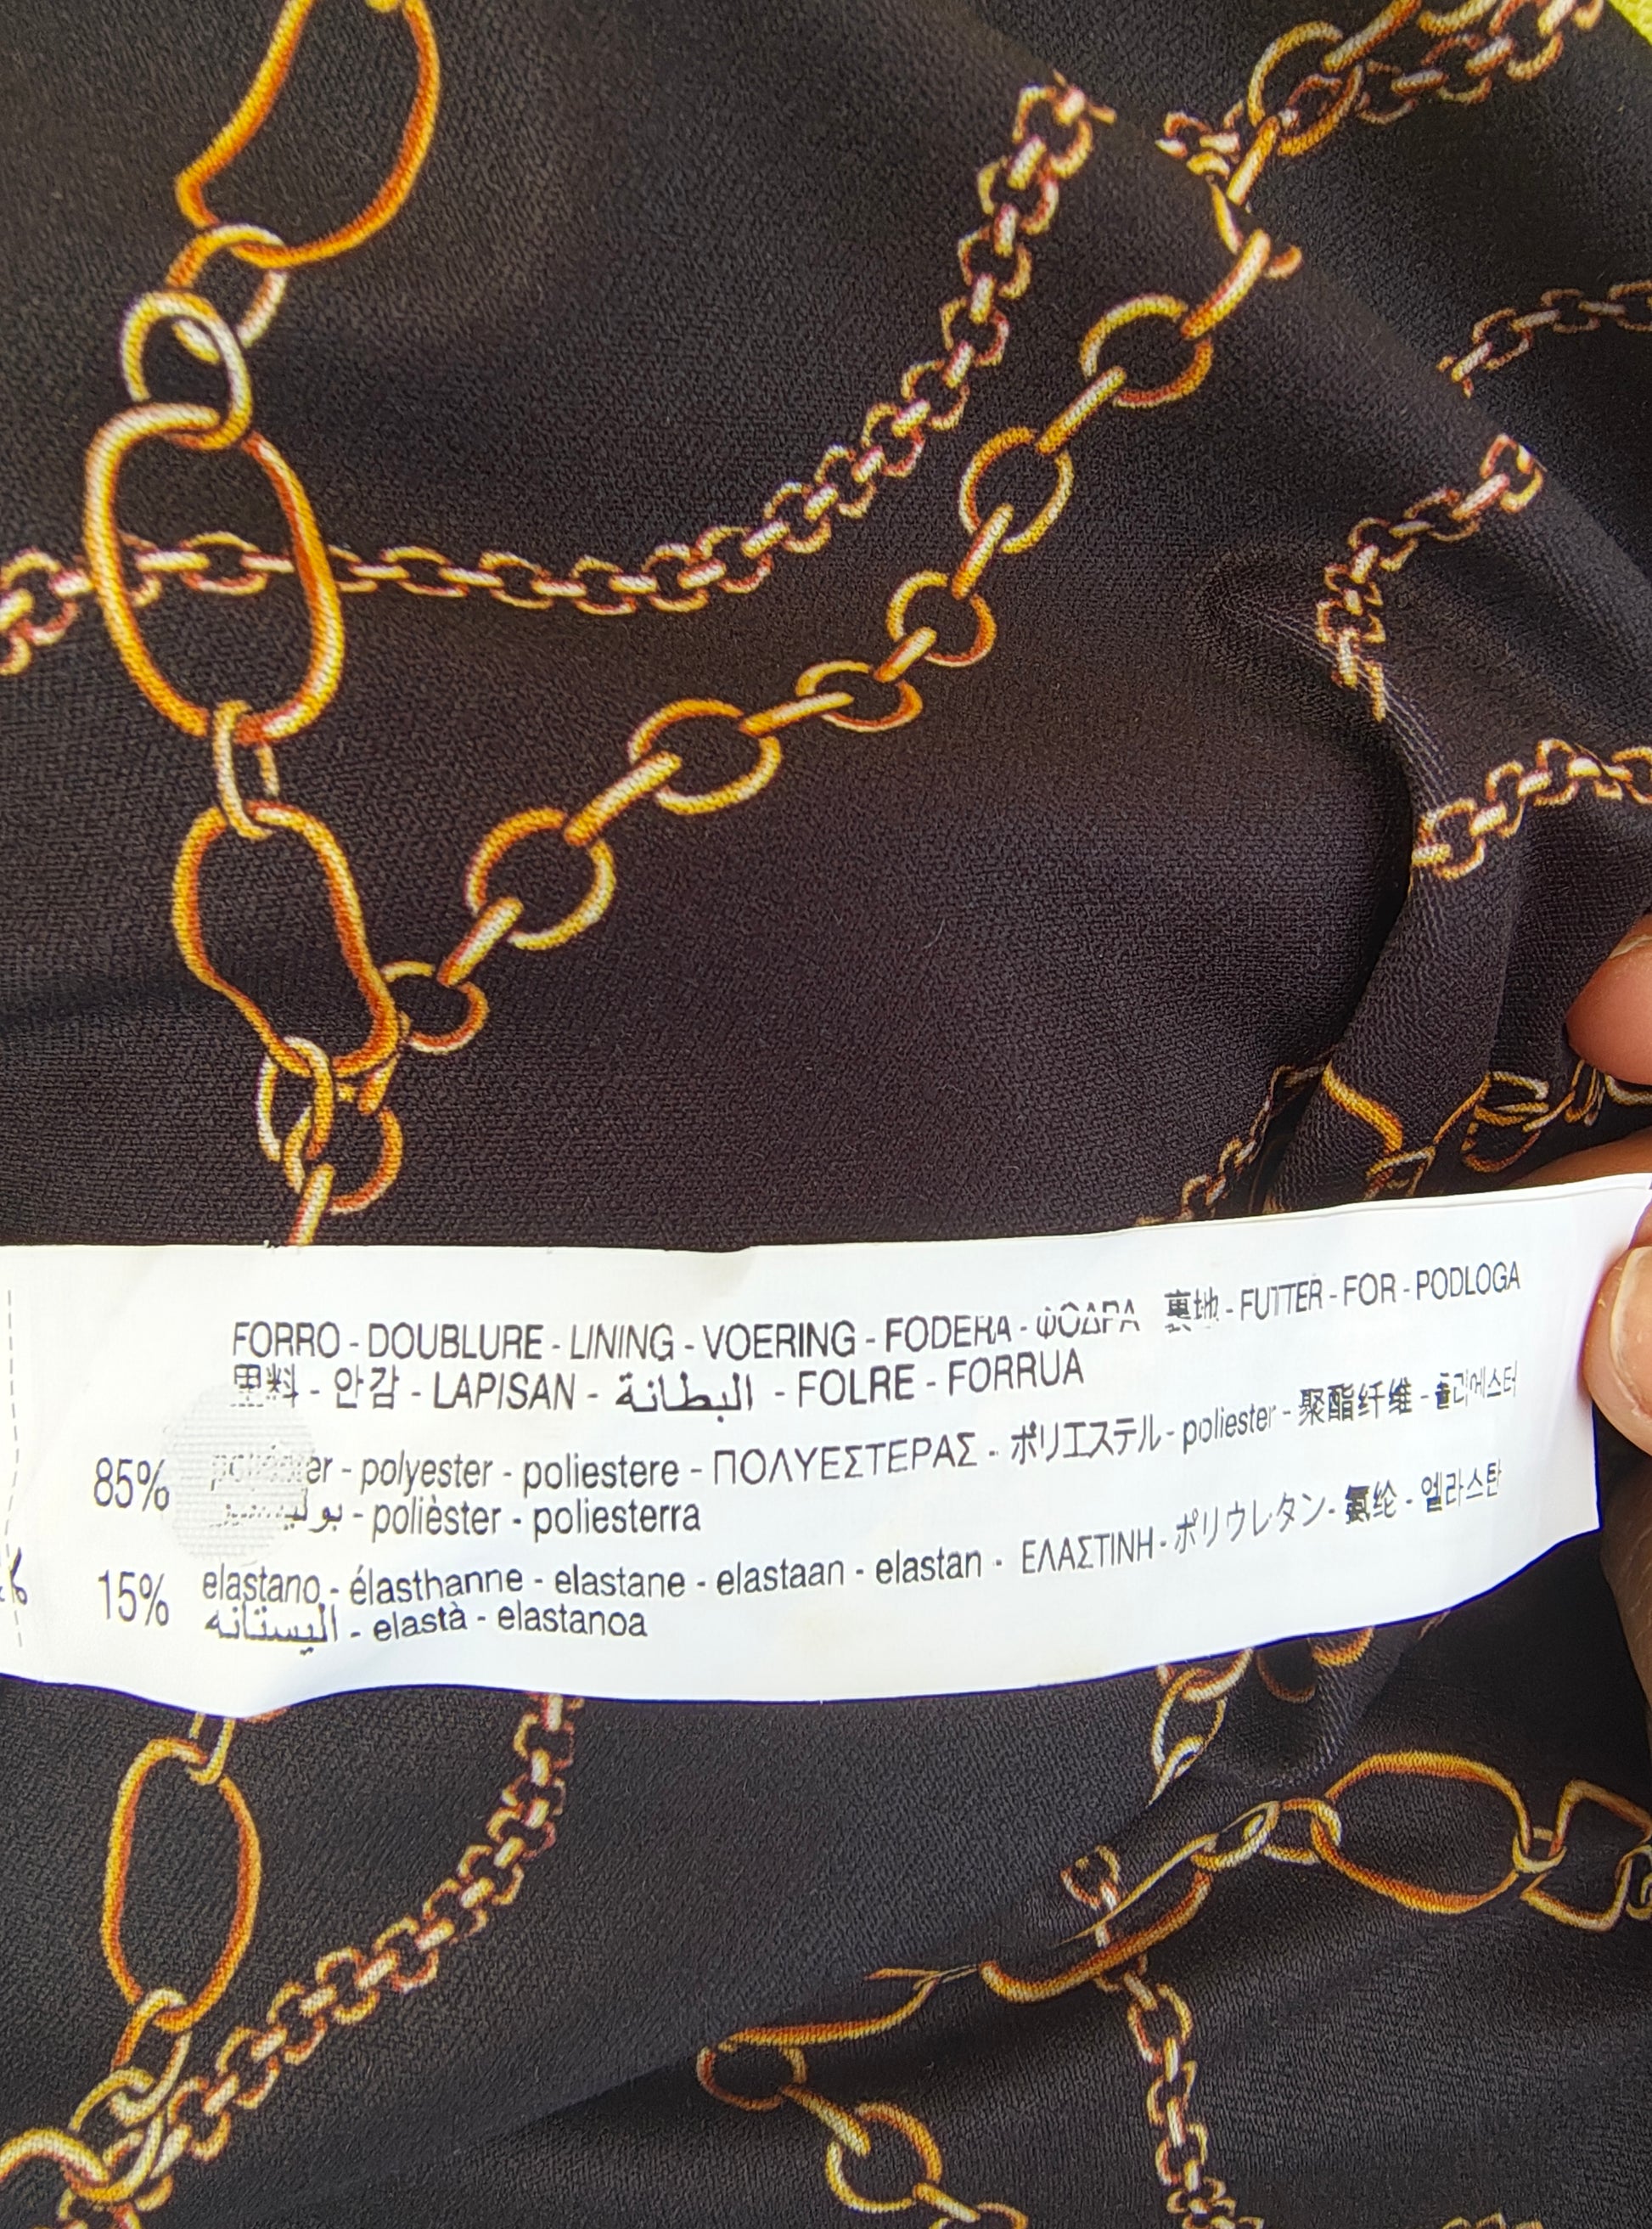 FORRO - DOUBLURE - LINING - VOERING - FODERA - ΦΟΔΡΑ 裏地 - FUTTER - FOR - PODLOGA
里料 - 안감 - LAPISAN - البطانة - FOLRE - FORRUA
85% poliéster - polyester - poliestere - ΠΟΛΥΕΣΤΕΡΑΣ - ポリエステル - poliester - 聚酯纤维 - 폴리에스터
- polièster - poliesterra
15% elastano - élasthanne - elastane - elastaan - elastan - ΕΛΑΣΤΙΝΗ - ポリウレタン - 氨纶 - 엘라스탄
اليستانه - elastà - elastanoa